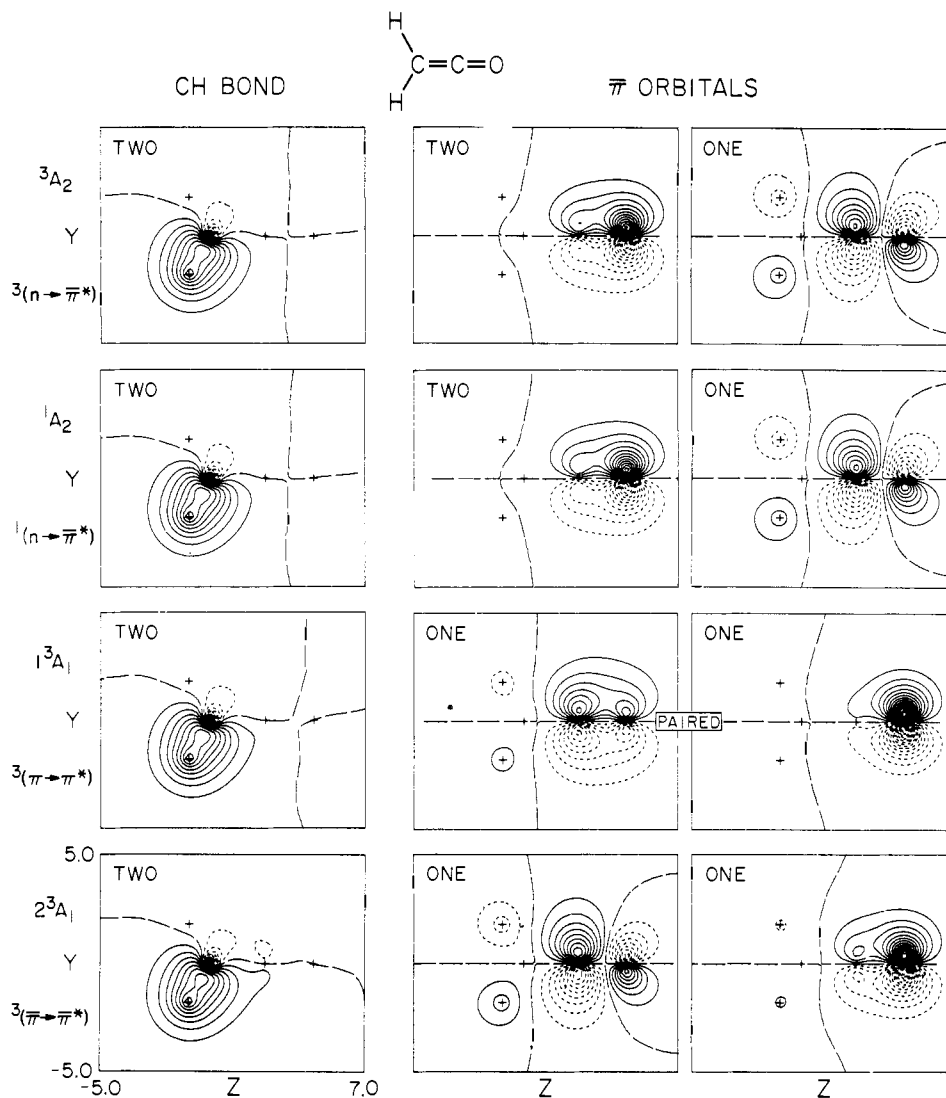 H
C=C=O
H
CH BOND
π̅ ORBITALS
³A₂
Y
³(n→π̅*)
TWO
TWO
ONE
¹A₂
Y
¹(n→π̅*)
TWO
TWO
ONE
1³A₁
Y
³(π→π*)
TWO
ONE
PAIRED
ONE
5.0
2³A₁
Y
³(π̅→π̅*)
-5.0
TWO
ONE
ONE
-5.0 Z 7.0
Z